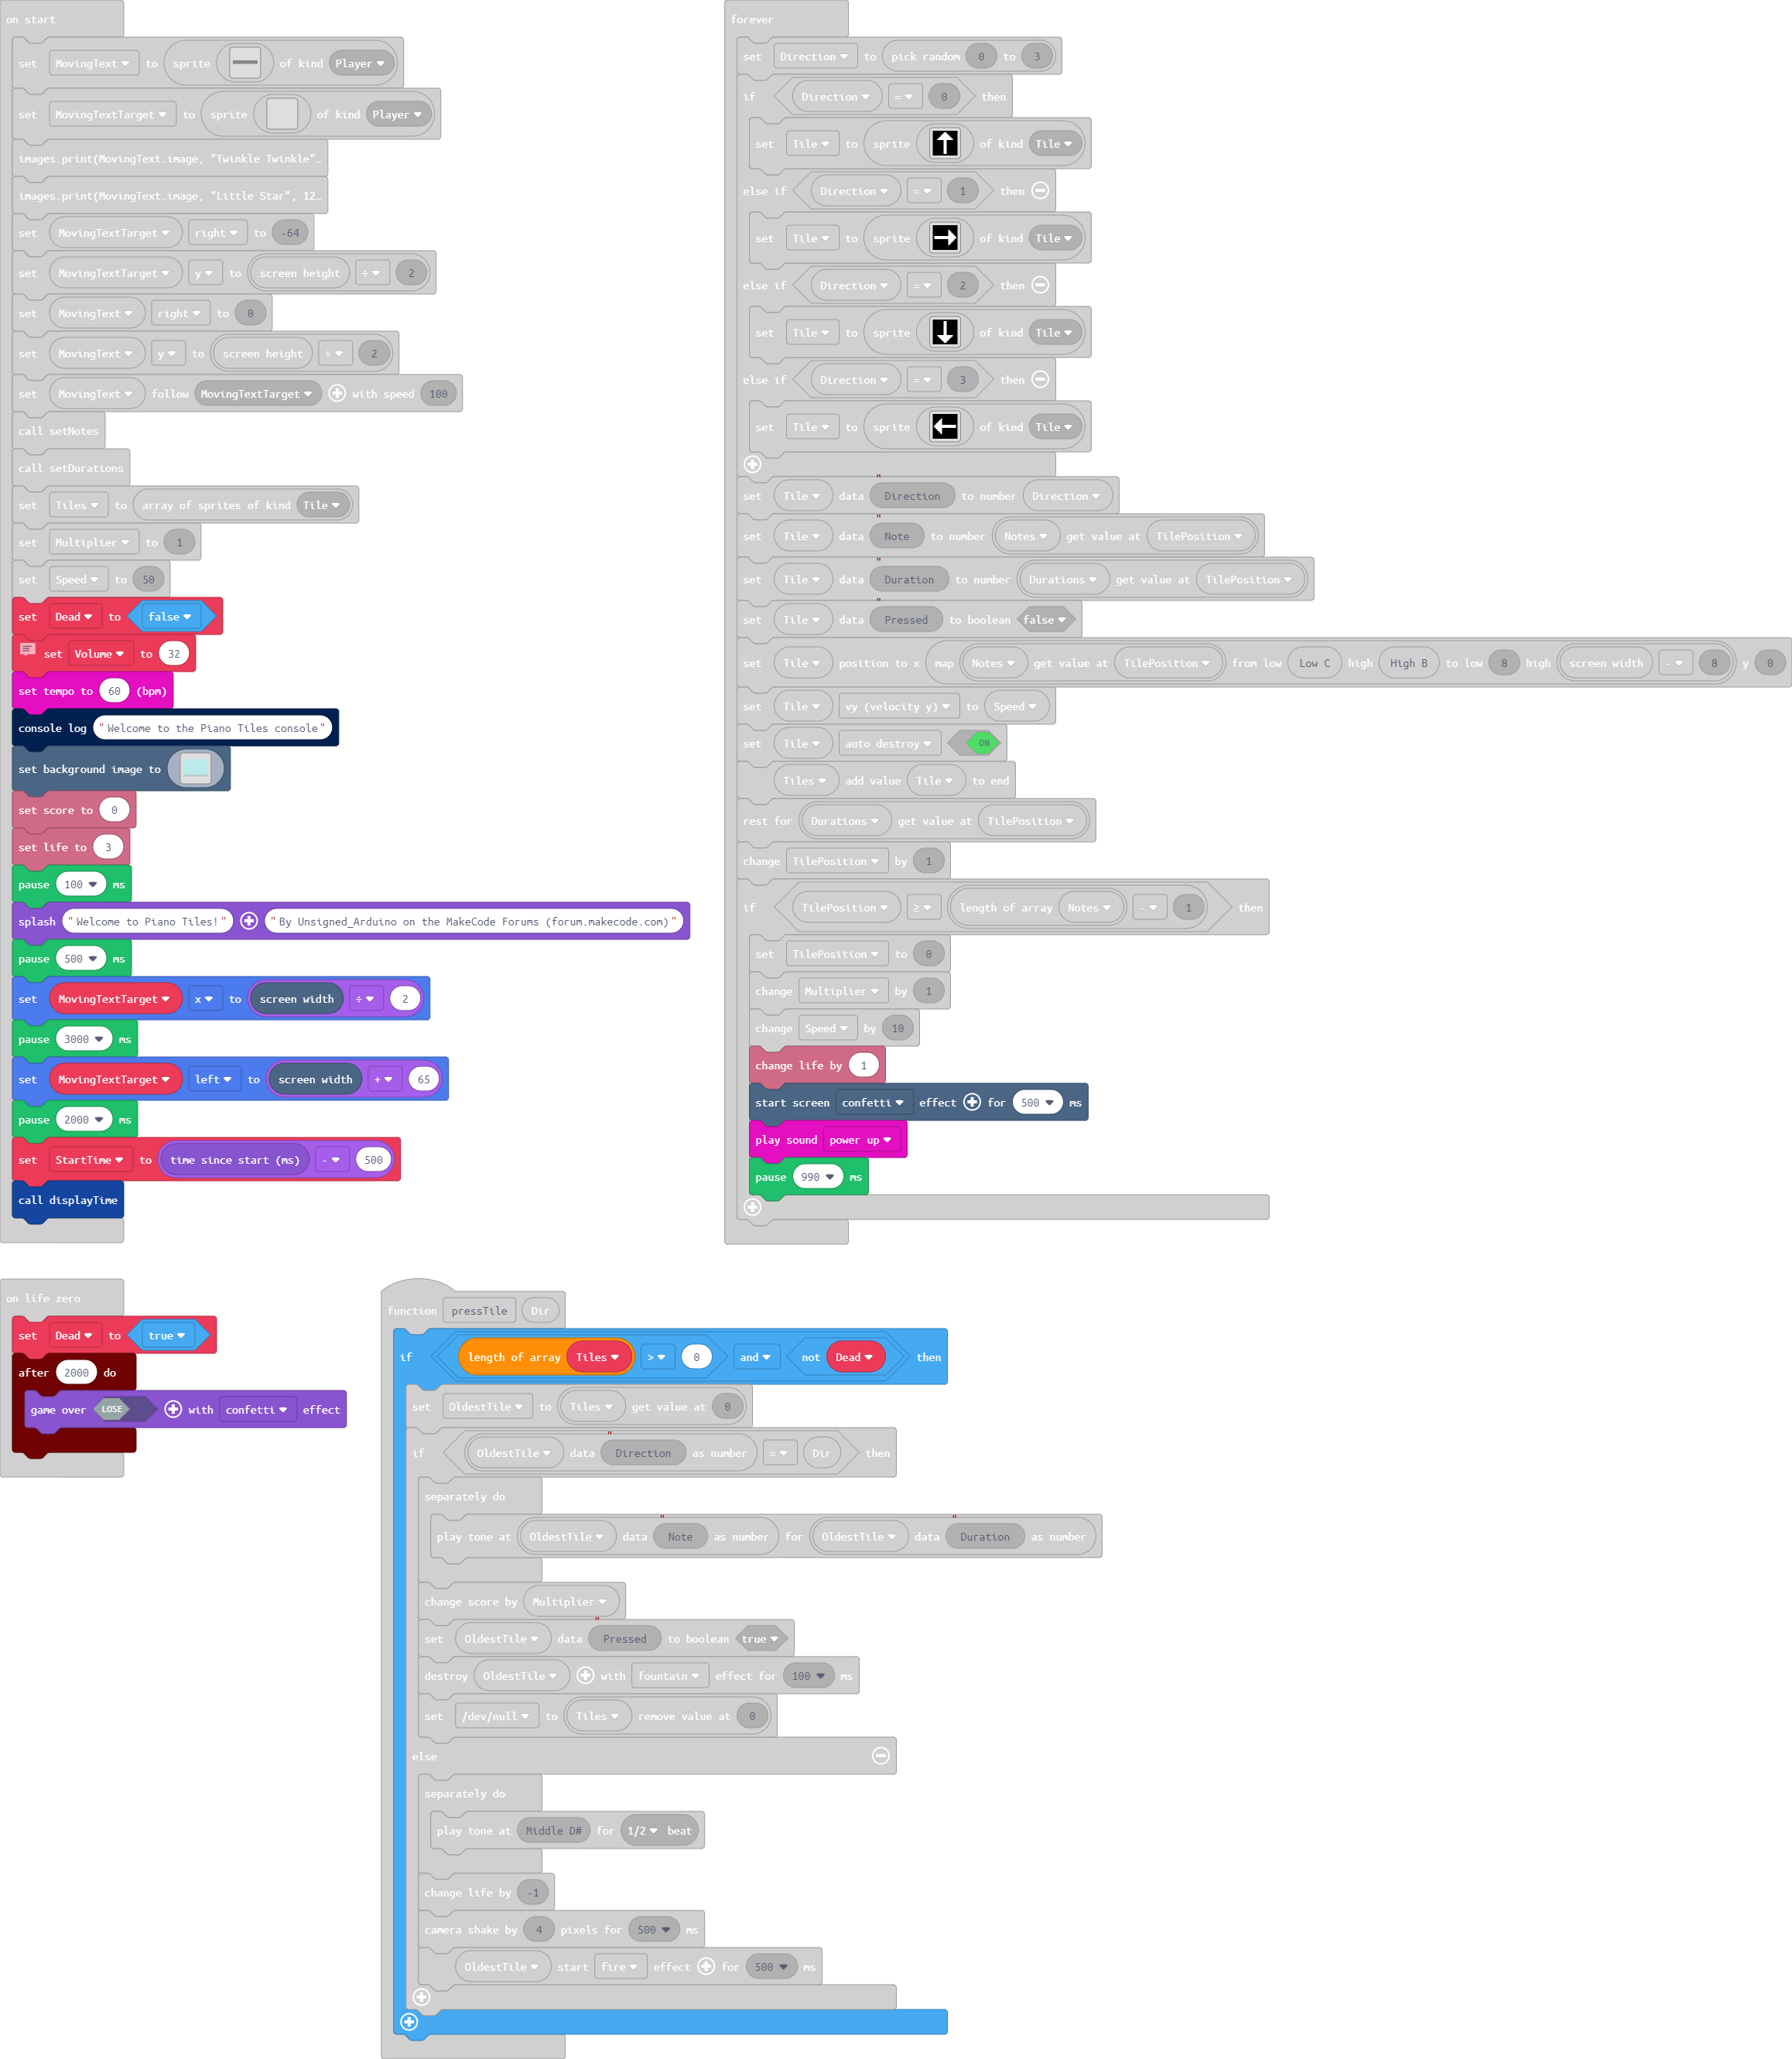 on start
set MovingText to sprite of kind Player
set MovingTextTarget to sprite of kind Player
images.print(MovingText.image, "Twinkle Twinkle"…
images.print(MovingText.image, "Little Star", 12…
set MovingTextTarget right to -64
set MovingTextTarget y to screen height ÷ 2
set MovingText right to 0
set MovingText y to screen height ÷ 2
set MovingText follow MovingTextTarget with speed 100
call setNotes
call setDurations
set Tiles to array of sprites of kind Tile
set Multiplier to 1
set Speed to 50
set Dead to false
set Volume to 32
set tempo to 60 (bpm)
console log "Welcome to the Piano Tiles console"
set background image to
set score to 0
set life to 3
pause 100 ms
splash "Welcome to Piano Tiles!" "By Unsigned_Arduino on the MakeCode Forums (forum.makecode.com)"
pause 500 ms
set MovingTextTarget x to screen width ÷ 2
pause 3000 ms
set MovingTextTarget left to screen width + 65
pause 2000 ms
set StartTime to time since start (ms) - 500
call displayTime
forever
set Direction to pick random 0 to 3
if Direction = 0 then
set Tile to sprite of kind Tile
else if Direction = 1 then
set Tile to sprite of kind Tile
else if Direction = 2 then
set Tile to sprite of kind Tile
else if Direction = 3 then
set Tile to sprite of kind Tile
set Tile data "Direction to number Direction
set Tile data "Note to number Notes get value at TilePosition
set Tile data "Duration to number Durations get value at TilePosition
set Tile data "Pressed to boolean false
set Tile position to x map Notes get value at TilePosition from low Low C high High B to low 8 high screen width - 8 y 0
set Tile vy (velocity y) to Speed
set Tile auto destroy ON
Tiles add value Tile to end
rest for Durations get value at TilePosition
change TilePosition by 1
if TilePosition ≥ length of array Notes - 1 then
set TilePosition to 0
change Multiplier by 1
change Speed by 10
change life by 1
start screen confetti effect for 500 ms
play sound power up
pause 990 ms
on life zero
set Dead to true
after 2000 do
game over LOSE with confetti effect
function pressTile Dir
if length of array Tiles > 0 and not Dead then
set OldestTile to Tiles get value at 0
if OldestTile data "Direction as number = Dir then
separately do
play tone at OldestTile data "Note as number for OldestTile data "Duration as number
change score by Multiplier
set OldestTile data "Pressed to boolean true
destroy OldestTile with fountain effect for 100 ms
set /dev/null to Tiles remove value at 0
else
separately do
play tone at Middle D# for 1/2 beat
change life by -1
camera shake by 4 pixels for 500 ms
OldestTile start fire effect for 500 ms